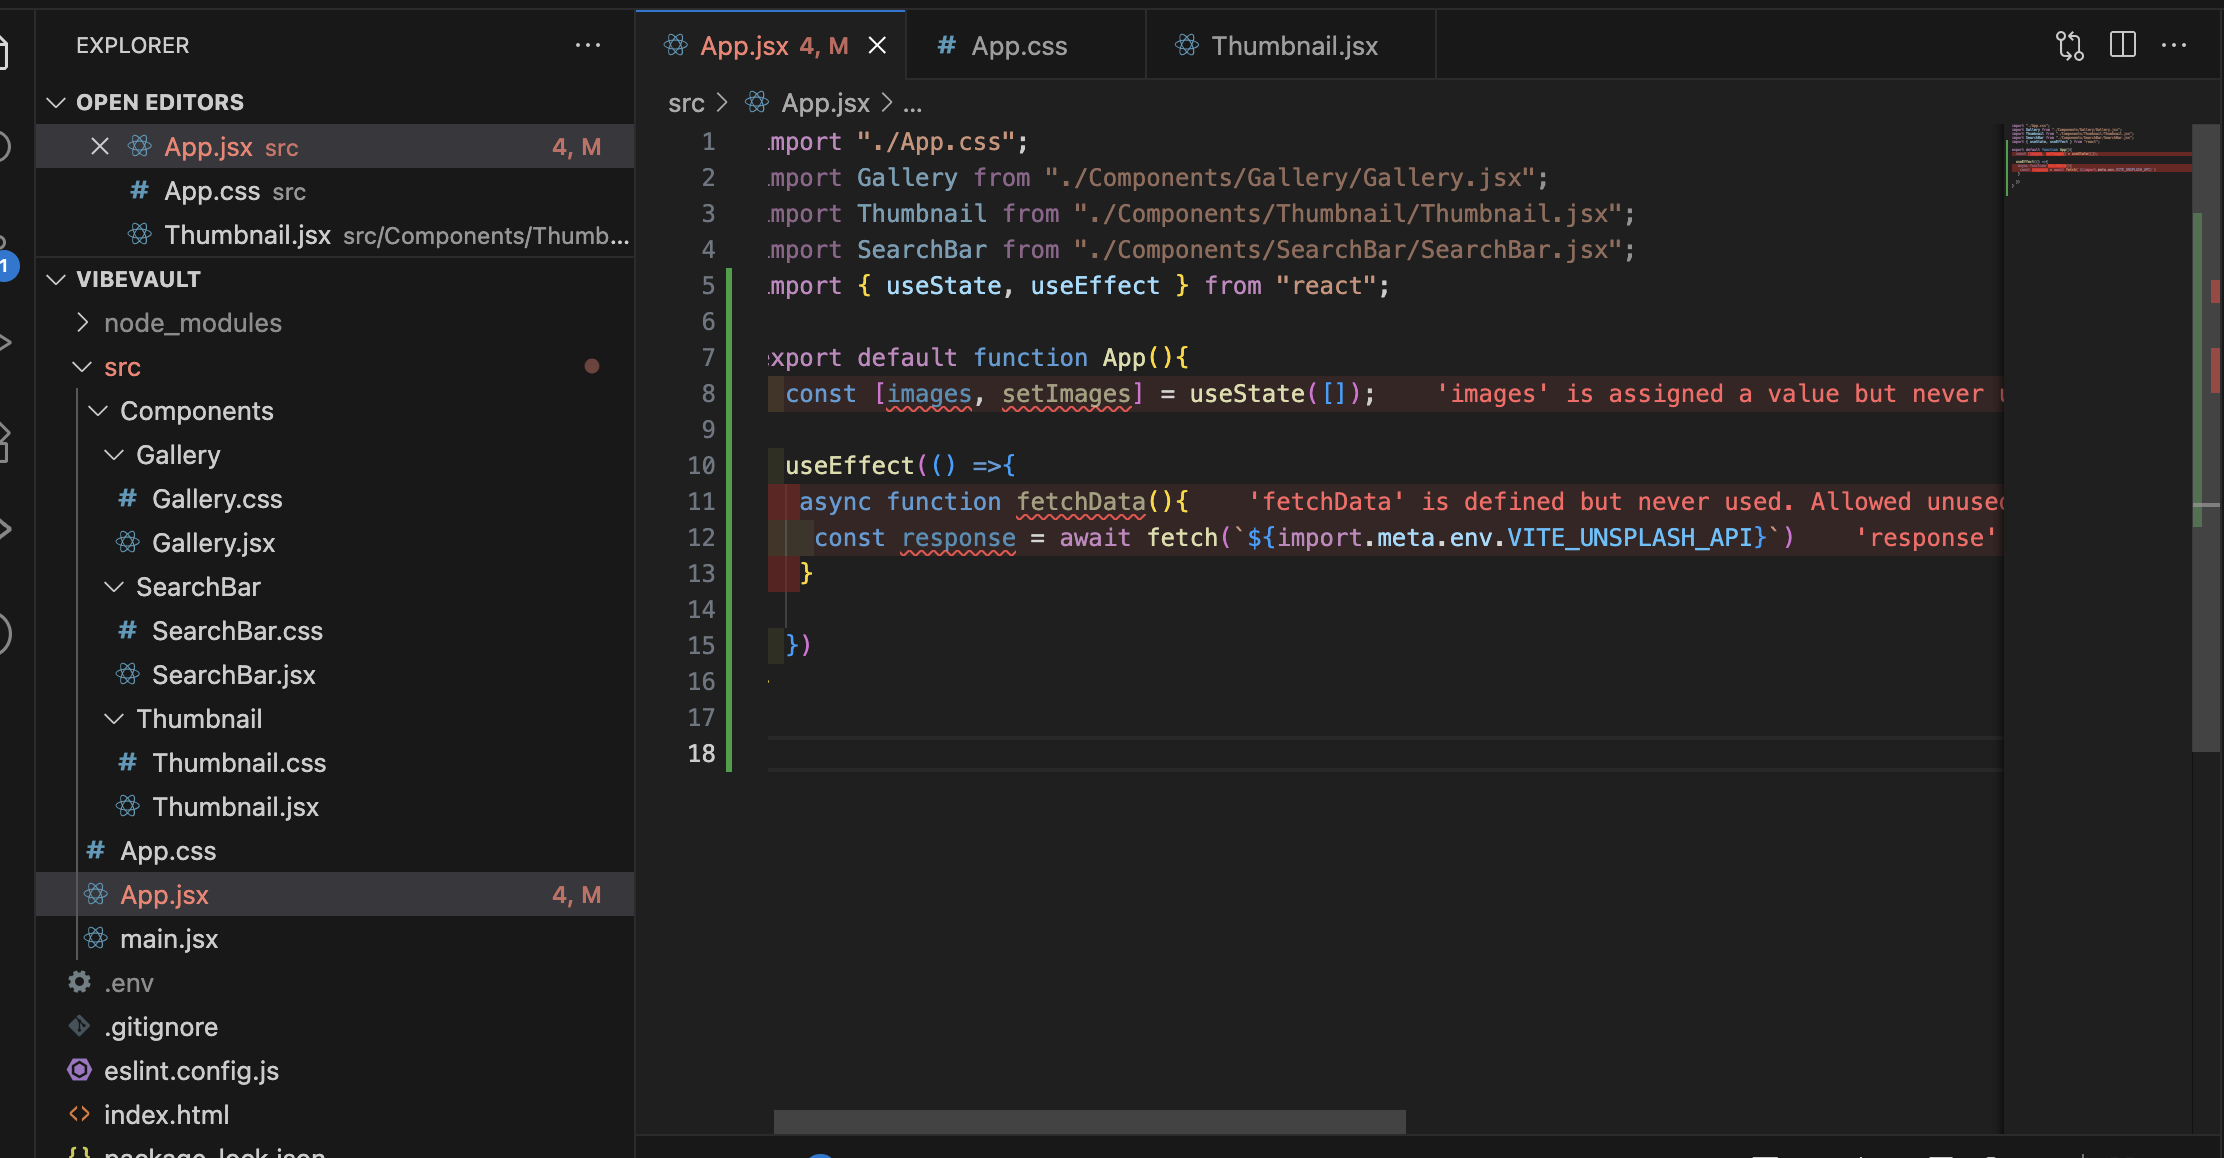 EXPLORER
OPEN EDITORS
App.jsx src 4, M
# App.css src
Thumbnail.jsx src/Components/Thumb...
1
VIBEVAULT
node_modules
src
Components
Gallery
# Gallery.css
Gallery.jsx
SearchBar
# SearchBar.css
SearchBar.jsx
Thumbnail
# Thumbnail.css
Thumbnail.jsx
# App.css
App.jsx 4, M
main.jsx
.env
.gitignore
eslint.config.js
<> index.html
{} package-lock.json
App.jsx 4, M
# App.css
Thumbnail.jsx
src > App.jsx > ...
1 mport "./App.css";
2 mport Gallery from "./Components/Gallery/Gallery.jsx";
3 mport Thumbnail from "./Components/Thumbnail/Thumbnail.jsx";
4 mport SearchBar from "./Components/SearchBar/SearchBar.jsx";
5 mport { useState, useEffect } from "react";
6
7 xport default function App(){
8 const [images, setImages] = useState([]); 'images' is assigned a value but never
9
10 useEffect(() =>{
11 async function fetchData(){ 'fetchData' is defined but never used. Allowed unused
12 const response = await fetch(`${import.meta.env.VITE_UNSPLASH_API}`) 'response'
13 }
14
15 })
16
17
18